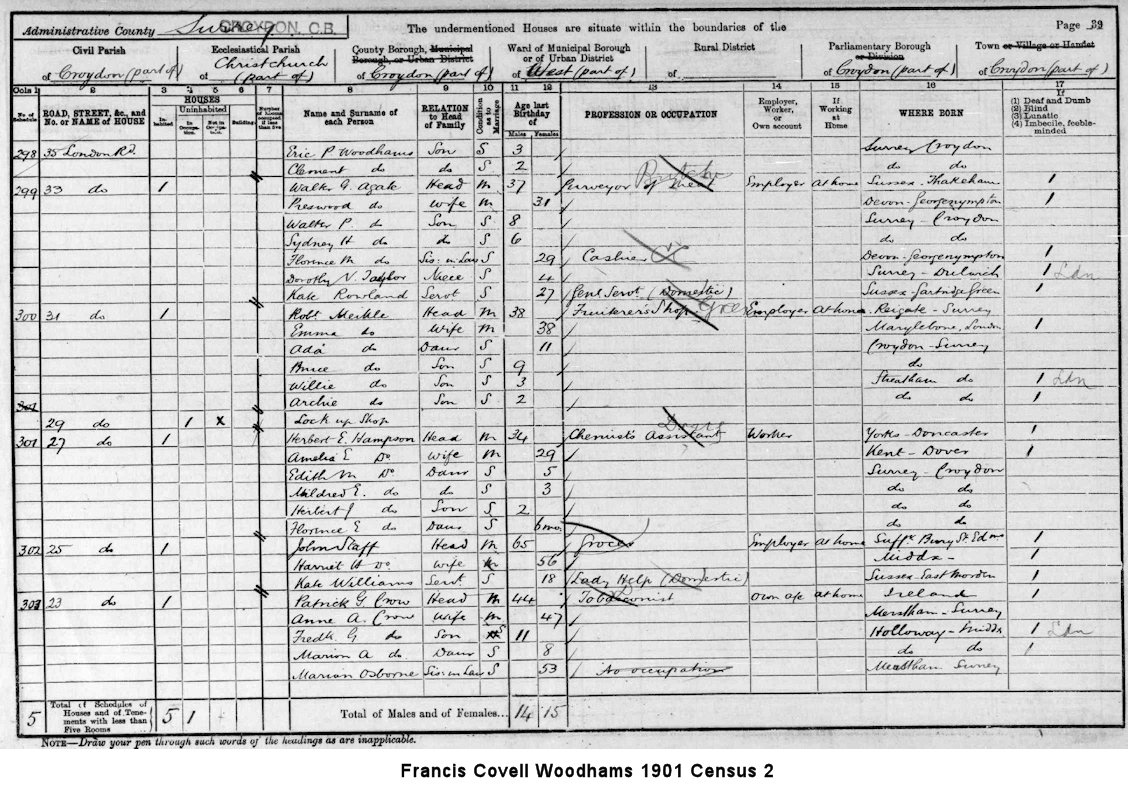 Administrative County Surrey CROYDON, C.B. The undermentioned Houses are situate within the boundaries of the Page 39
Civil Parish of Croydon (part of)
Ecclesiastical Parish of Christchurch (part of)
County Borough, Municipal Borough, or Urban District of Croydon (part of)
Ward of Municipal Borough or of Urban District of West (part of)
Rural District of
Parliamentary Borough or Division of Croydon (part of)
Town or Village or Hamlet of Croydon (part of)
Cols 1 2 3 4 5 6 7 8 9 10 11 12 13 14 15 16 17
No. of Schedule
ROAD, STREET, &c., and No. or NAME of HOUSE
HOUSES
Inhabited
Uninhabited
In Occupation
Not in Occupation
Building
Number of Rooms occupied if less than five
Name and Surname of each Person
RELATION to Head of Family
Condition as to Marriage
Age last Birthday of
Males Females
PROFESSION OR OCCUPATION
Employer, Worker, or Own account
If Working at Home
WHERE BORN
If (1) Deaf and Dumb
(2) Blind
(3) Lunatic
(4) Imbecile, feeble-minded
298 35 London Rd. Eric P Woodhams Son S 3 Surrey Croydon
Clement do do S 2 do do
299 33 do 1 Walter G. Agate Head M 37 Purveyor of Meat Butcher Employer At home Sussex - Thakeham 1
Preswood do Wife M 31 Devon - Georgenympton 1
Walter P do Son S 8 Surrey - Croydon
Sydney H do do S 6 do do
Florence M do Sis: in Law S 29 Cashier Devon - Georgenympton 1
Dorothy N. Taylor Niece S 4 Surrey - Dulwich 1 Ldn
Kate Rowland Servt S 27 Genl Servt (Domestic) Sussex - Partridge Green 1
300 31 do 1 Robt Merkle Head M 38 Fruiterer's Shop Employer At home Reigate - Surrey
Emma do Wife M 38 Marylebone, London 1
Ada do Daur S 11 Croydon - Surrey
Bruce do Son S 9 do
Willie do Son S 3 Streatham do 1 Ldn
Archie do Son S 2 do do 1
301
29 do 1 x Lock up Shop
301 27 do 1 Herbert E. Hampson Head M 34 Chemist's Assistant Worker Yorks - Doncaster 1
Amelia E Do Wife M 29 Kent - Dover 1
Edith M Do Daur S 5 Surrey - Croydon
Mildred E. do do S 3 do do
Herbert J do Son S 2 do do
Florence E do Daur S 6 mo. do do
302 25 do 1 John Staff Head M 65 Grocer Employer At home Suffk Bury St Edms 1
Harriet H Do Wife M 56 Middx - 1
Kate Williams Servt S 18 Lady Help (Domestic) Sussex East Mordon 1
303 23 do 1 Patrick G. Crow Head M 44 Tobacconist Own a/c At home Ireland 1
Anne A. Crow Wife M 47 Merstham - Surrey
Fredk G do Son S 11 Holloway - Middx 1 Ldn
Marion A do Daur S 8 do do 1
Marian Osborne Sis: in Law S 53 No occupation Merstham Surrey
5 Total of Schedules of Houses and of Tenements with less than Five Rooms 5 1 Total of Males and of Females... 14 15
NOTE—Draw your pen through such words of the headings as are inapplicable.
Francis Covell Woodhams 1901 Census 2